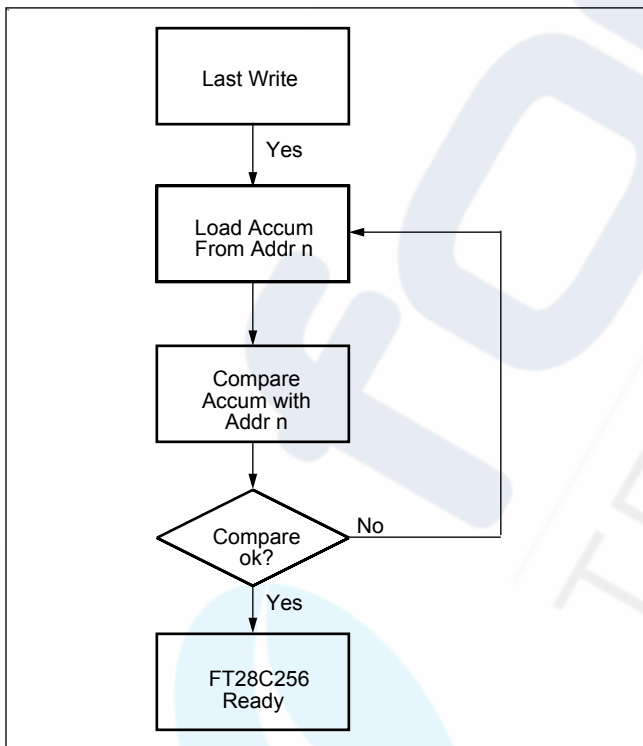 Last Write
Yes
Load Accum
From Addr n
Compare
Accum with
Addr n
Compare
ok?
No
Yes
FT28C256
Ready